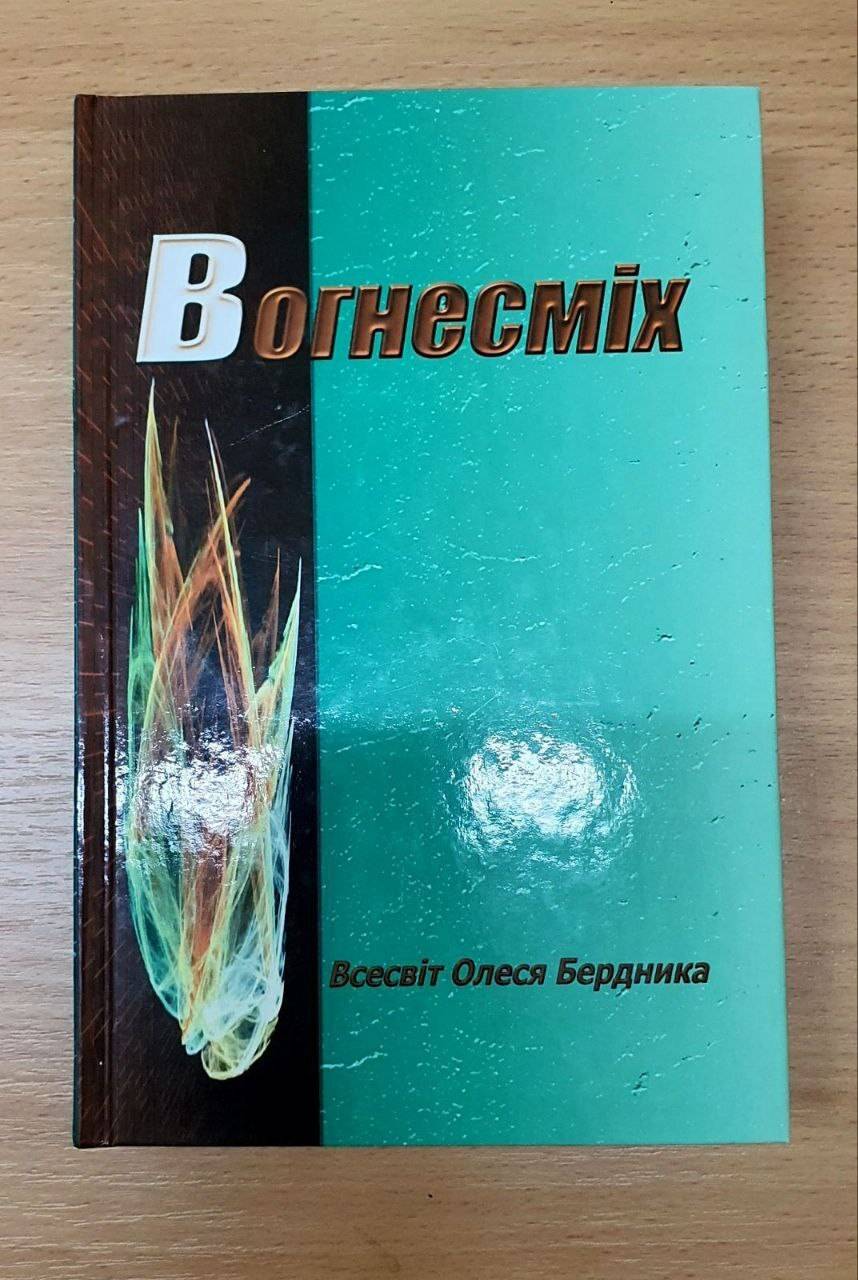 Вогнесміх
Всесвіт Олеся Бердника